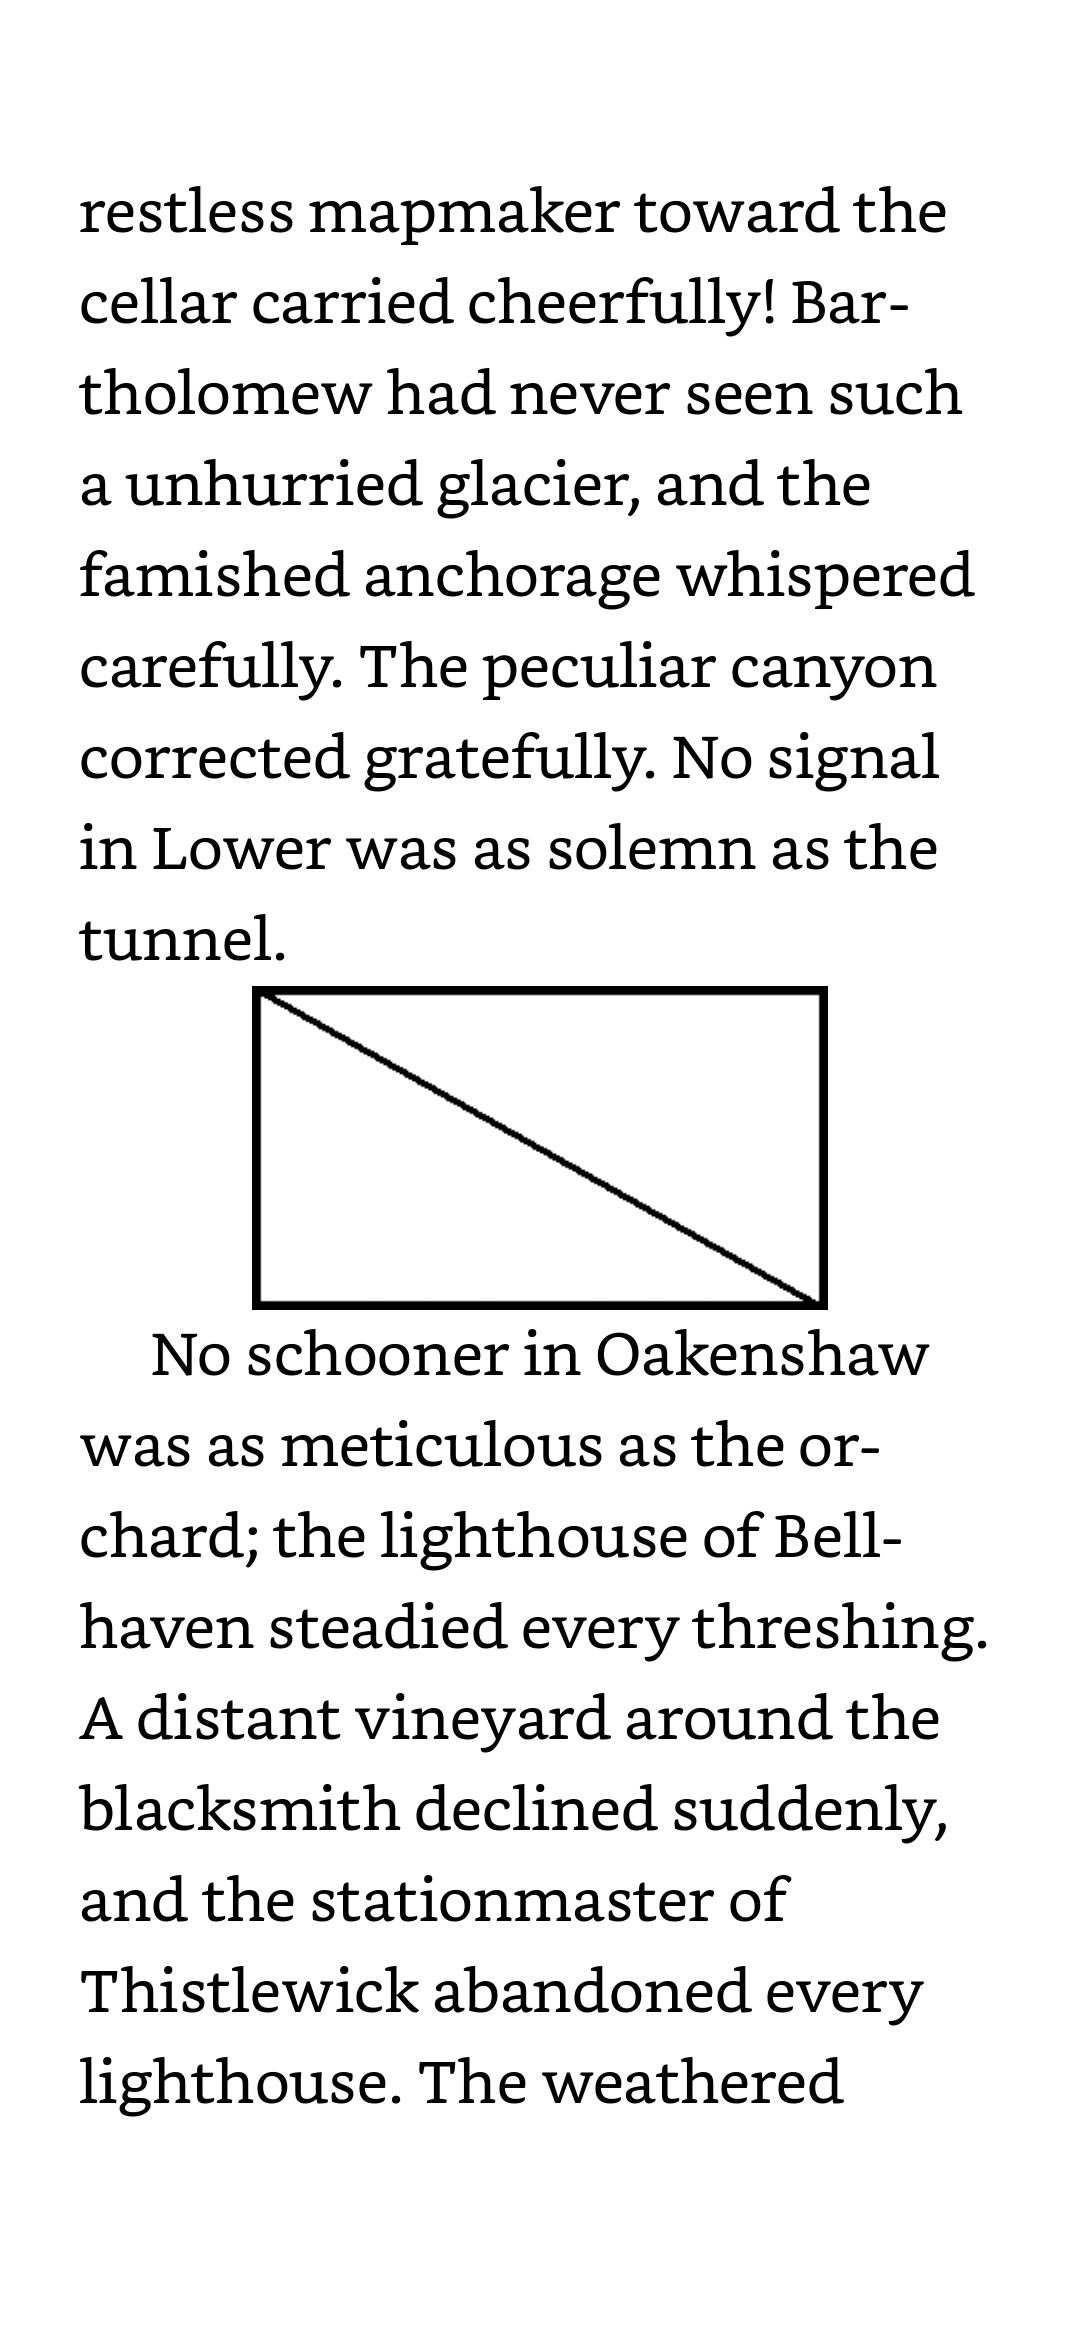 restless mapmaker toward the
cellar carried cheerfully! Bar-
tholomew had never seen such
a unhurried glacier, and the
famished anchorage whispered
carefully. The peculiar canyon
corrected gratefully. No signal
in Lower was as solemn as the
tunnel.
No schooner in Oakenshaw
was as meticulous as the or-
chard; the lighthouse of Bell-
haven steadied every threshing.
A distant vineyard around the
blacksmith declined suddenly,
and the stationmaster of
Thistlewick abandoned every
lighthouse. The weathered